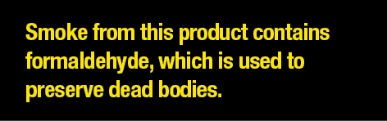 Smoke from this product contains
formaldehyde, which is used to
preserve dead bodies.